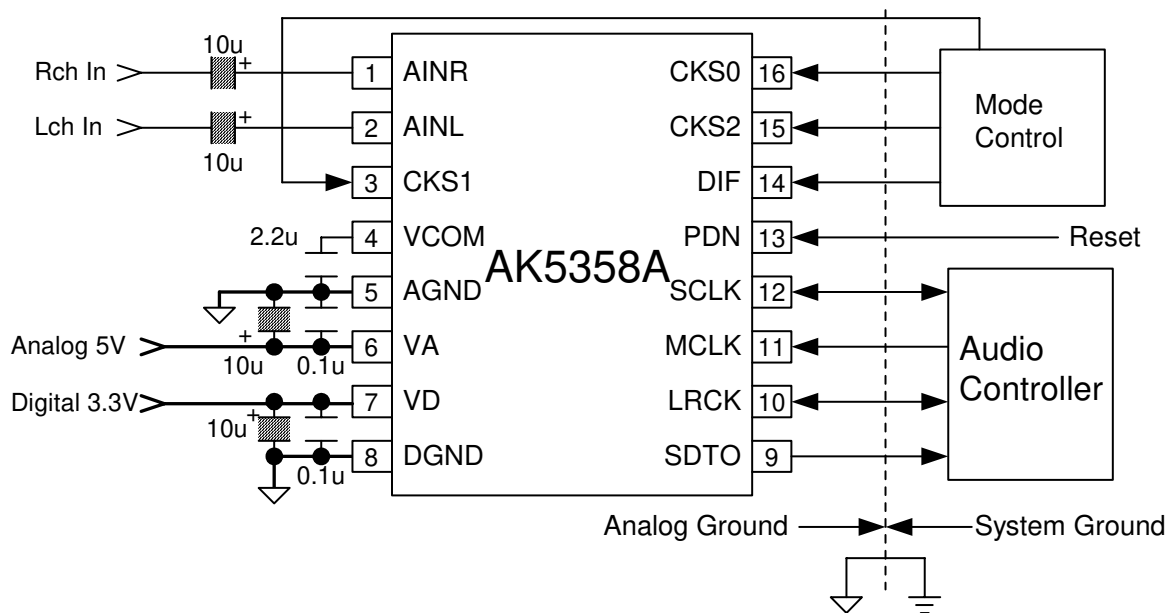 10u
+
Rch In
1
AINR
CKS0
16
Mode
Control
+
Lch In
2
AINL
CKS2
15
10u
3
CKS1
DIF
14
2.2u
4
VCOM
PDN
13
Reset
AK5358A
5
AGND
SCLK
12
+
Analog 5V
6
VA
MCLK
11
Audio
Controller
10u
0.1u
Digital 3.3V
7
VD
LRCK
10
10u
+
8
DGND
SDTO
9
0.1u
Analog Ground
System Ground